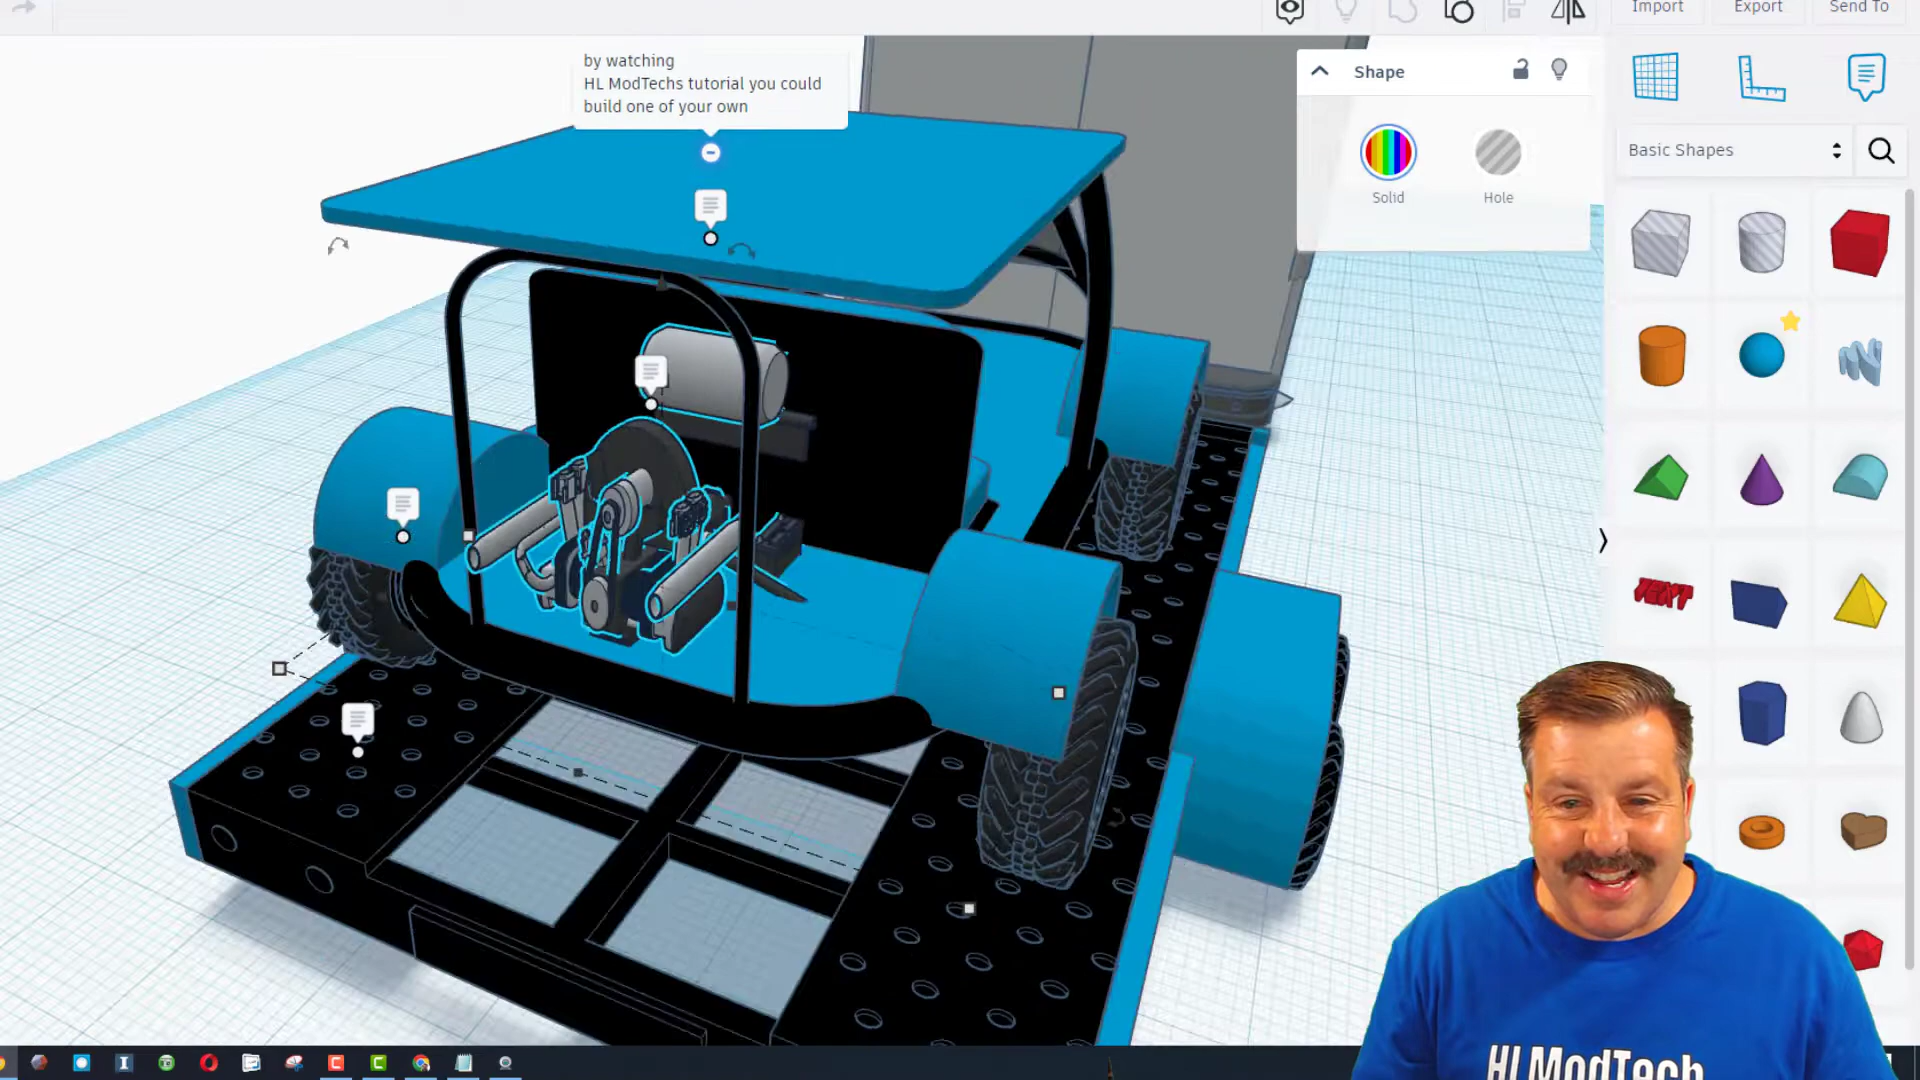 Import
Export
Send To
by watching
HL ModTechs tutorial you could
build one of your own
Shape
Solid
Hole
Basic Shapes
TEXT
HLModTech